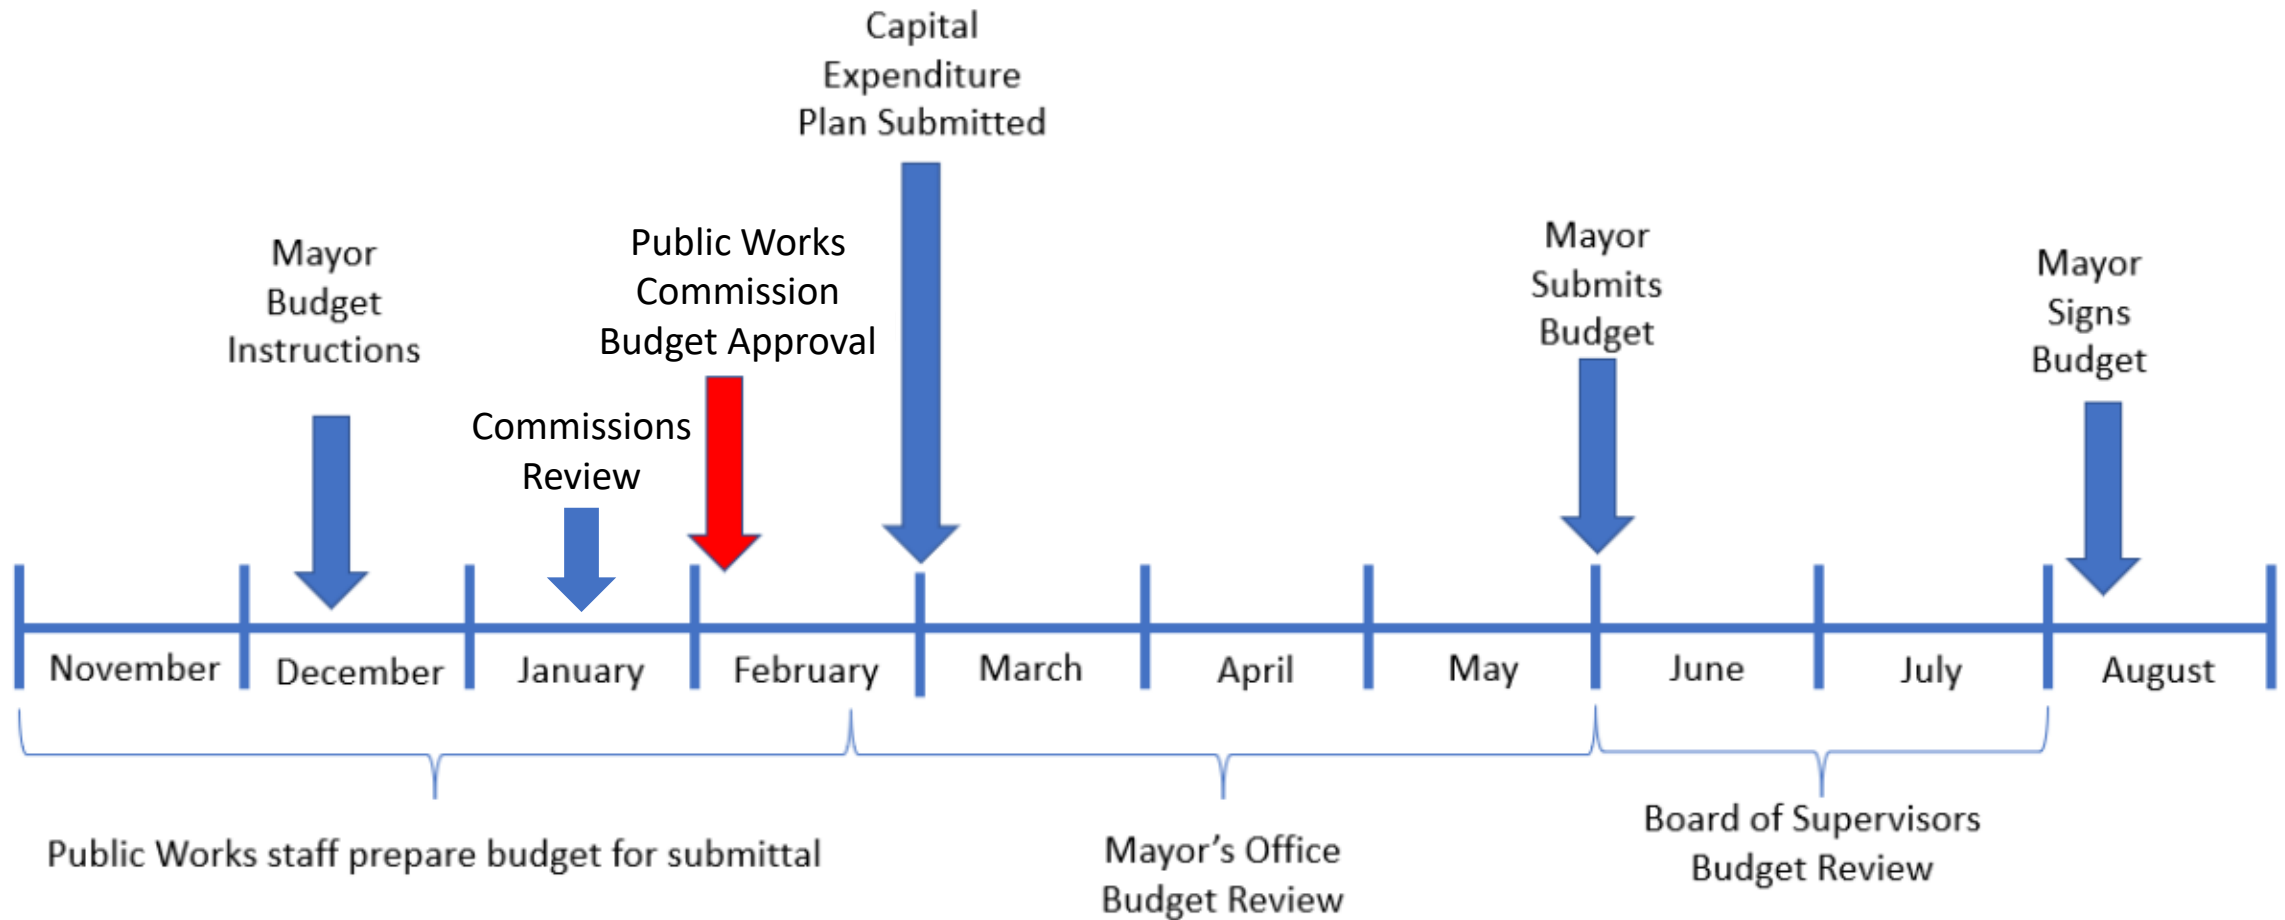 Capital
Expenditure
Plan Submitted
Mayor
Budget
Instructions
Commissions
Review
Public Works
Commission
Budget Approval
Mayor
Submits
Budget
Mayor
Signs
Budget
November
December
January
February
March
April
May
June
July
August
Public Works staff prepare budget for submittal
Mayor’s Office
Budget Review
Board of Supervisors
Budget Review